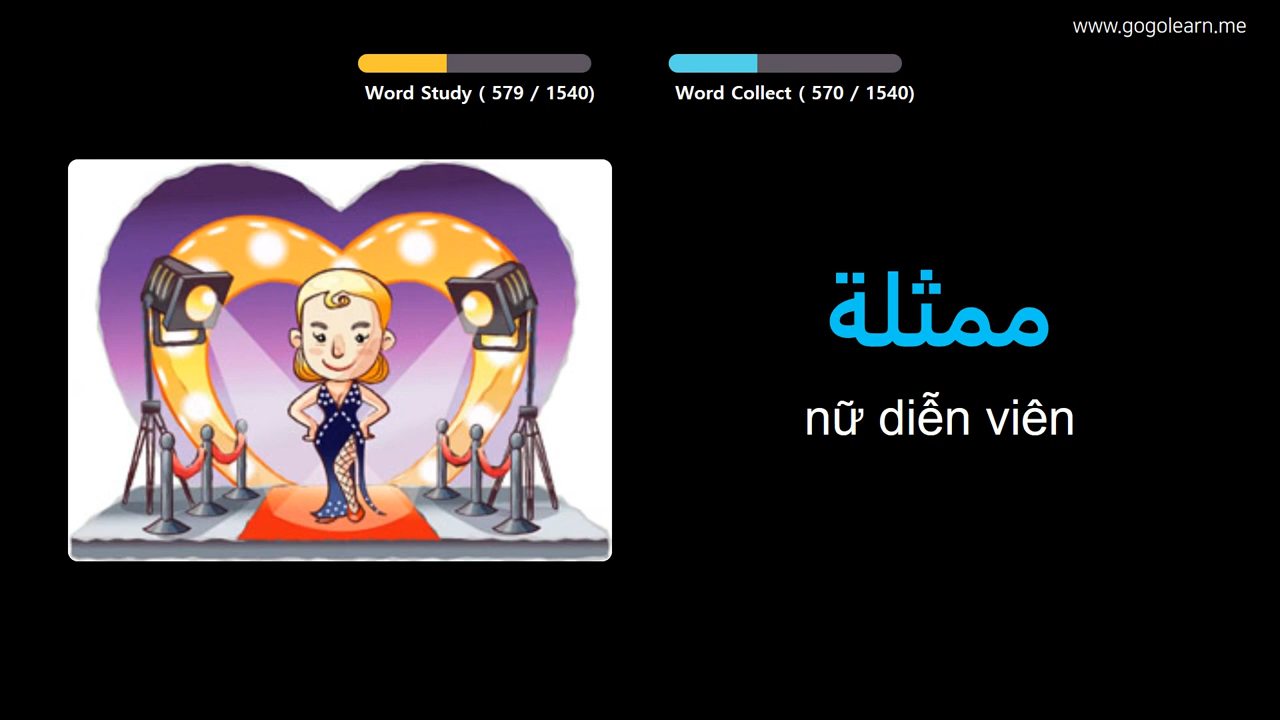 www.gogolearn.me
Word Study ( 579 / 1540)
Word Collect ( 570 / 1540)
ممثلة
nữ diễn viên